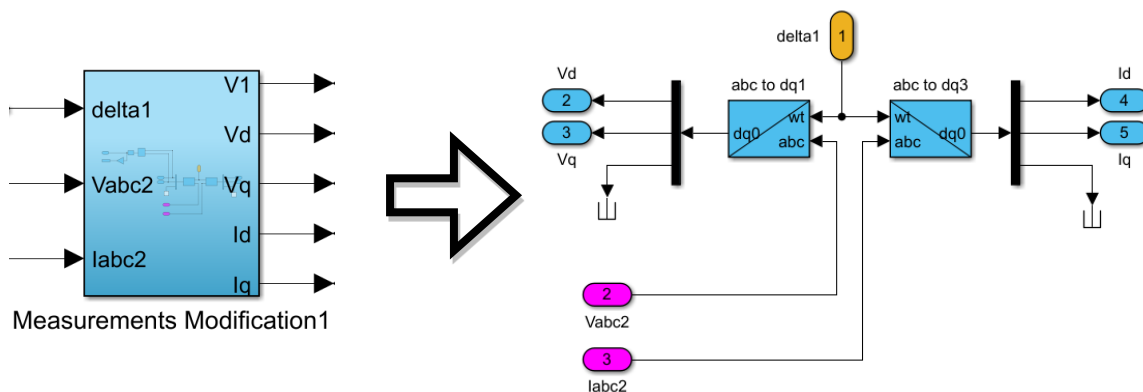 delta1
Vabc2
Iabc2
V1
Vd
Vq
Id
Iq
Measurements Modification1
delta1
1
Vd
2
3
Vq
abc to dq1
dq0
wt
abc
abc to dq3
wt
abc
dq0
Id
4
5
Iq
2
Vabc2
3
Iabc2